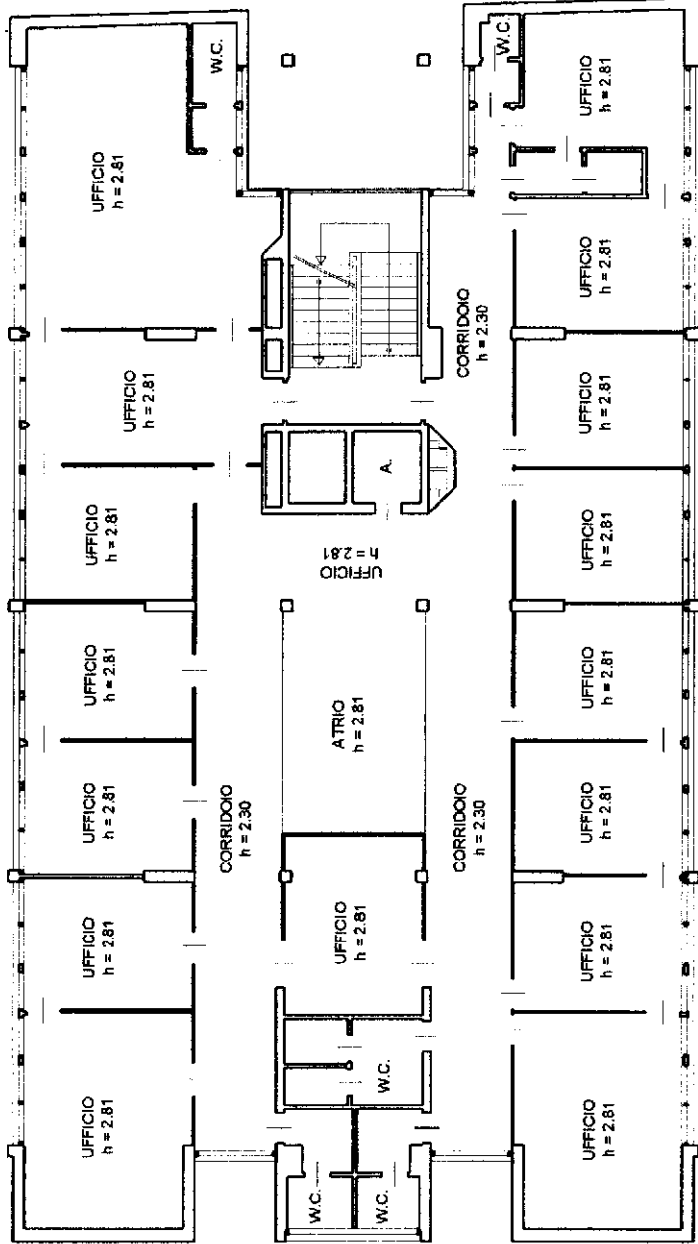 W.C.
W.C.
UFFICIO
h = 2.81
UFFICIO
h = 2.81
UFFICIO
h = 2.81
CORRIDOIO
h = 2.30
UFFICIO
h = 2.81
UFFICIO
h = 2.81
A.
UFFICIO
h = 2.81
UFFICIO
h = 2.81
UFFICIO
h = 2.81
UFFICIO
h = 2.81
UFFICIO
h = 2.81
ATRIO
h = 2.81
UFFICIO
h = 2.81
UFFICIO
h = 2.81
CORRIDOIO
h = 2.30
CORRIDOIO
h = 2.30
UFFICIO
h = 2.81
UFFICIO
h = 2.81
UFFICIO
h = 2.81
UFFICIO
h = 2.81
W.C.
UFFICIO
h = 2.81
UFFICIO
h = 2.81
W.C.
W.C.